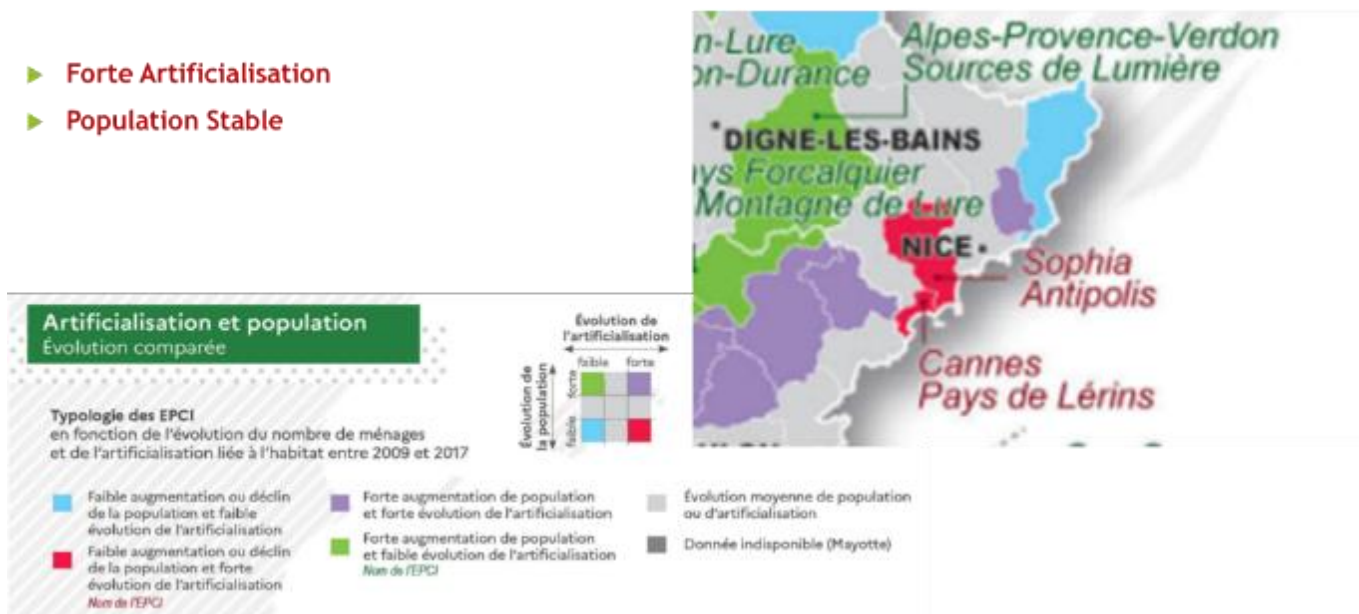 Forte Artificialisation
Population Stable
n-Lure
on-Durance
Alpes-Provence-Verdon
Sources de Lumière
DIGNE-LES-BAINS
ays Forcalquier
Montagne de Lure
NICE
Sophia
Antipolis
Cannes
Pays de Lérins
Artificialisation et population
Évolution comparée
Évolution de
l'artificialisation
faible forte
Évolution de
la population
forte
faible
Typologie des EPCI
en fonction de l'évolution du nombre de ménages
et de l'artificialisation liée à l'habitat entre 2009 et 2017
Faible augmentation ou déclin
de la population et faible
évolution de l'artificialisation
Faible augmentation ou déclin
de la population et forte
évolution de l'artificialisation
Nom de l'EPCI
Forte augmentation de population
et forte évolution de l'artificialisation
Forte augmentation de population
et faible évolution de l'artificialisation
Nom de l'EPCI
Évolution moyenne de population
ou d'artificialisation
Donnée indisponible (Mayotte)